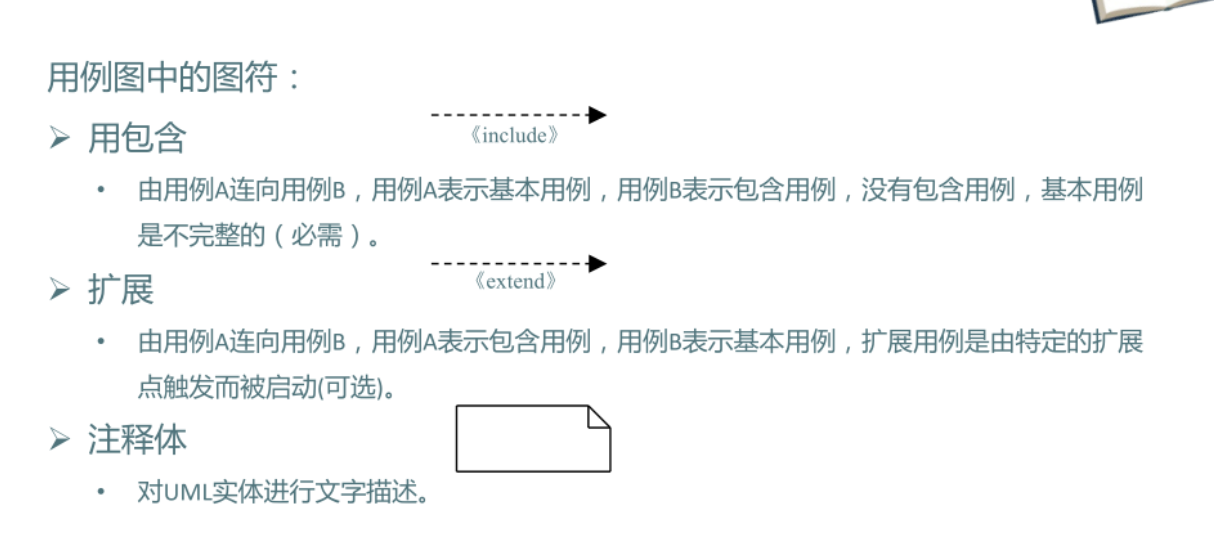 用例图中的图符：
用包含
《include》
由用例A连向用例B，用例A表示基本用例，用例B表示包含用例，没有包含用例，基本用例
是不完整的（必需）。
扩展
《extend》
由用例A连向用例B，用例A表示包含用例，用例B表示基本用例，扩展用例是由特定的扩展
点触发而被启动(可选)。
注释体
对UML实体进行文字描述。